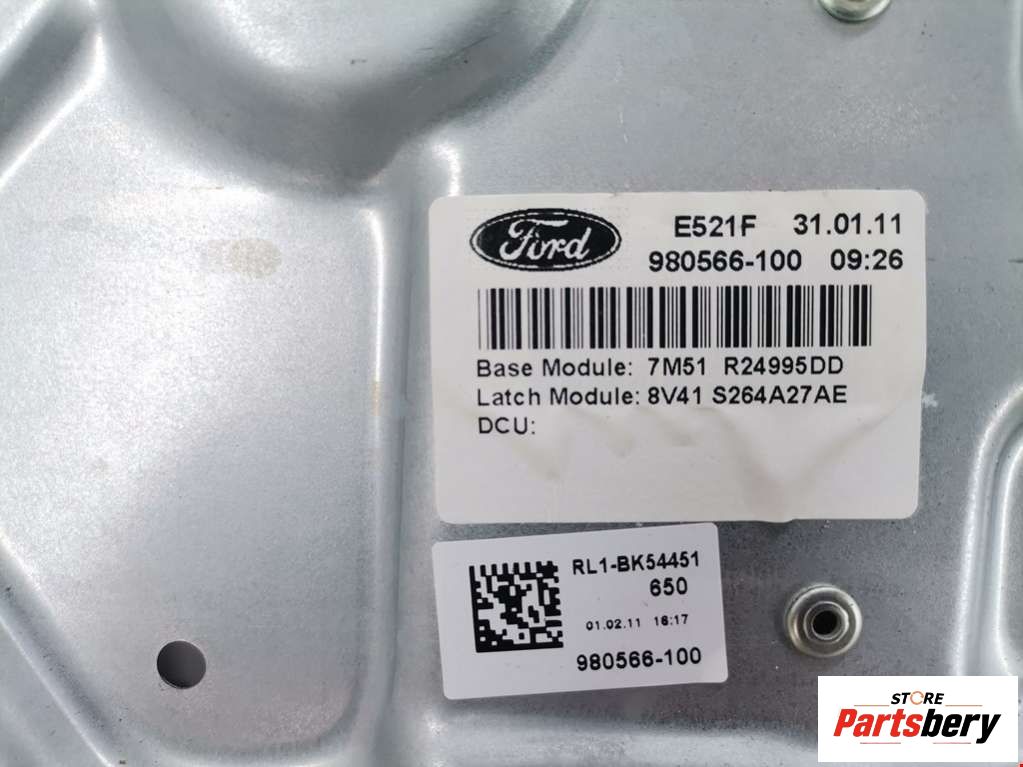 Ford
E521F 31.01.11
980566-100 09:26
Base Module: 7M51 R24995DD
Latch Module: 8V41 S264A27AE
DCU:
RL1-BK54451
650
01.02.11 16:17
980566-100
STORE
Partsbery